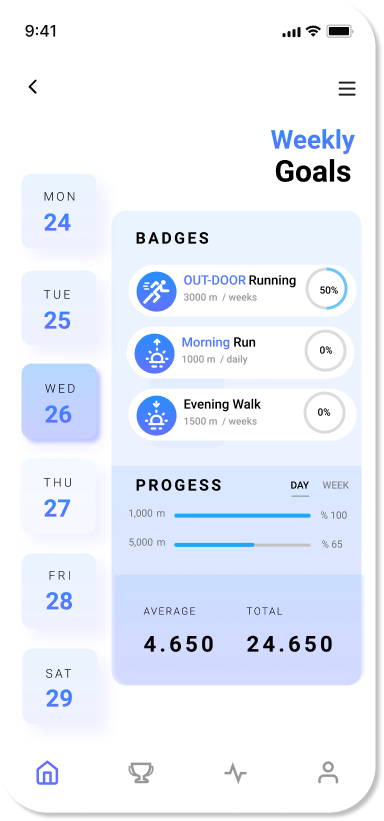 9:41
Weekly
Goals
MON
24
TUE
25
WED
26
THU
27
FRI
28
SAT
29
BADGES
OUT-DOOR Running
3000 m / weeks
50%
Morning Run
1000 m / daily
0%
Evening Walk
1500 m / weeks
0%
PROGESS
DAY WEEK
1,000 m % 100
5,000 m % 65
AVERAGE TOTAL
4.650 24.650